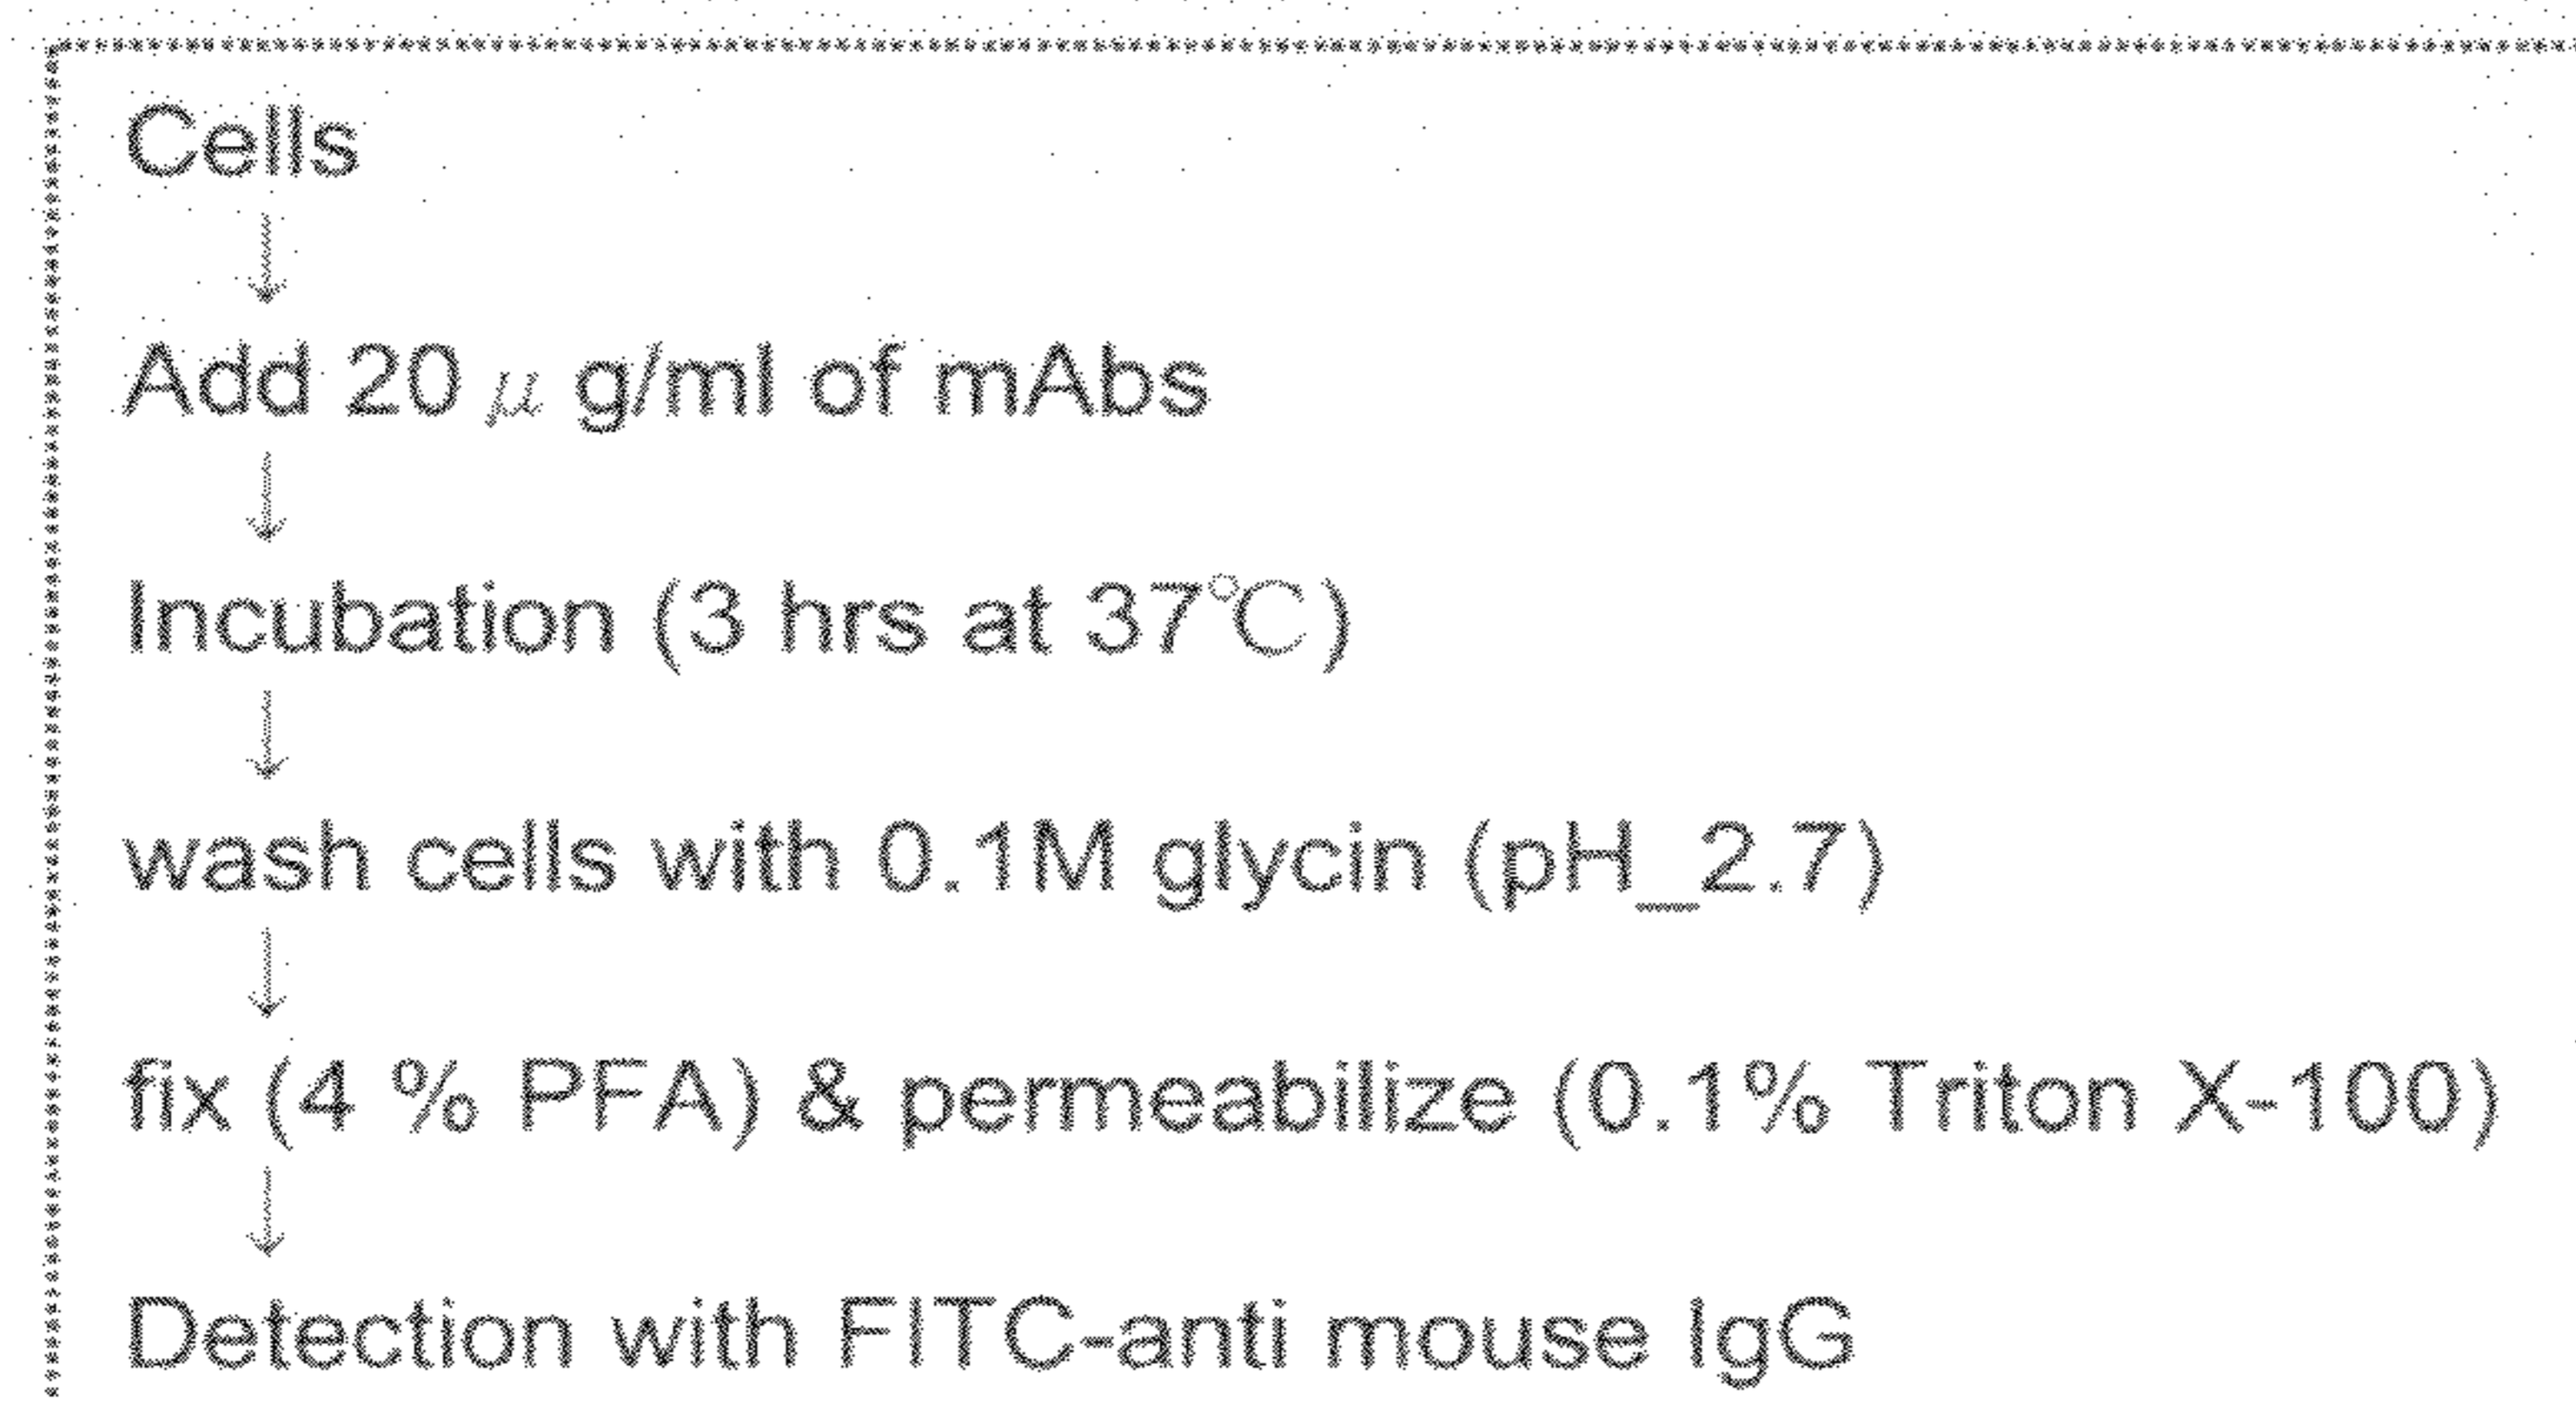 Cells
↓
Add 20 μ g/ml of mAbs
↓
Incubation (3 hrs at 37℃)
↓
wash cells with 0.1M glycin (pH_2.7)
↓
fix (4 % PFA) & permeabilize (0.1% Triton X-100)
↓
Detection with FITC-anti mouse IgG